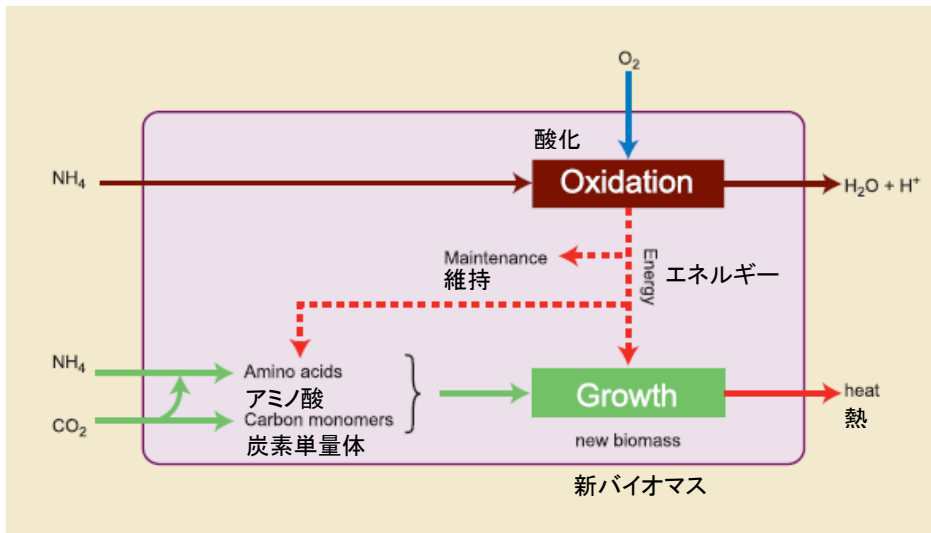 O₂
酸化
NH₄
Oxidation
H₂O + H⁺
Maintenance
維持
Energy
エネルギー
NH₄
Amino acids
アミノ酸
Growth
heat
熱
CO₂
Carbon monomers
炭素単量体
new biomass
新バイオマス